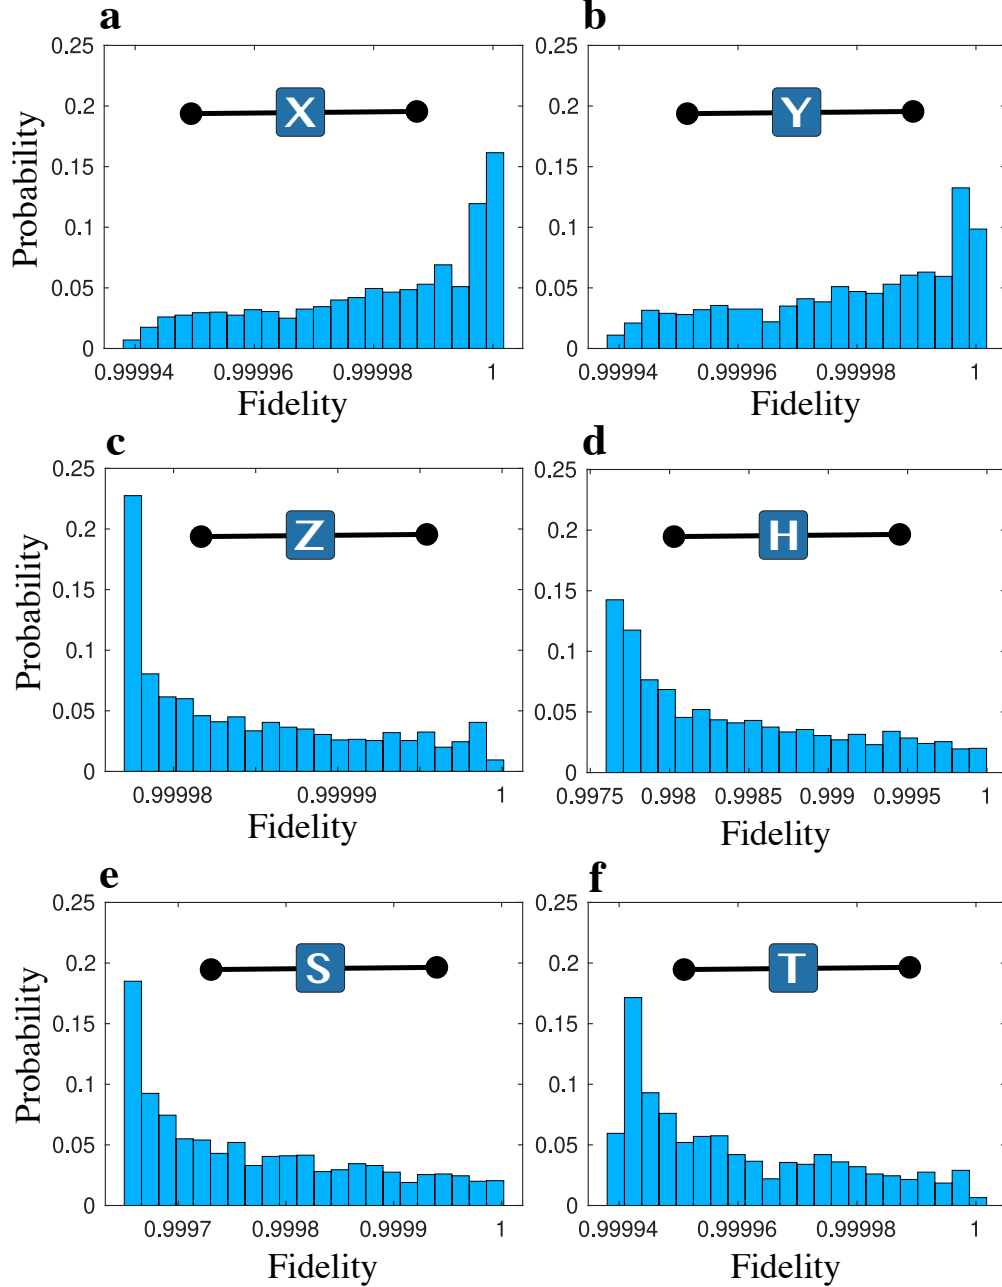 a
b
0.25
0.2
0.15
0.1
0.05
0
Probability
X
0.99994
0.99996
0.99998
1
Fidelity
0.25
0.2
0.15
0.1
0.05
0
Y
0.99994
0.99996
0.99998
1
Fidelity
c
d
0.25
0.2
0.15
0.1
0.05
0
Probability
Z
0.99998
0.99999
1
Fidelity
0.25
0.2
0.15
0.1
0.05
0
H
0.9975
0.998
0.9985
0.999
0.9995
1
Fidelity
e
f
0.25
0.2
0.15
0.1
0.05
0
Probability
S
0.9997
0.9998
0.9999
1
Fidelity
0.25
0.2
0.15
0.1
0.05
0
T
0.99994
0.99996
0.99998
1
Fidelity